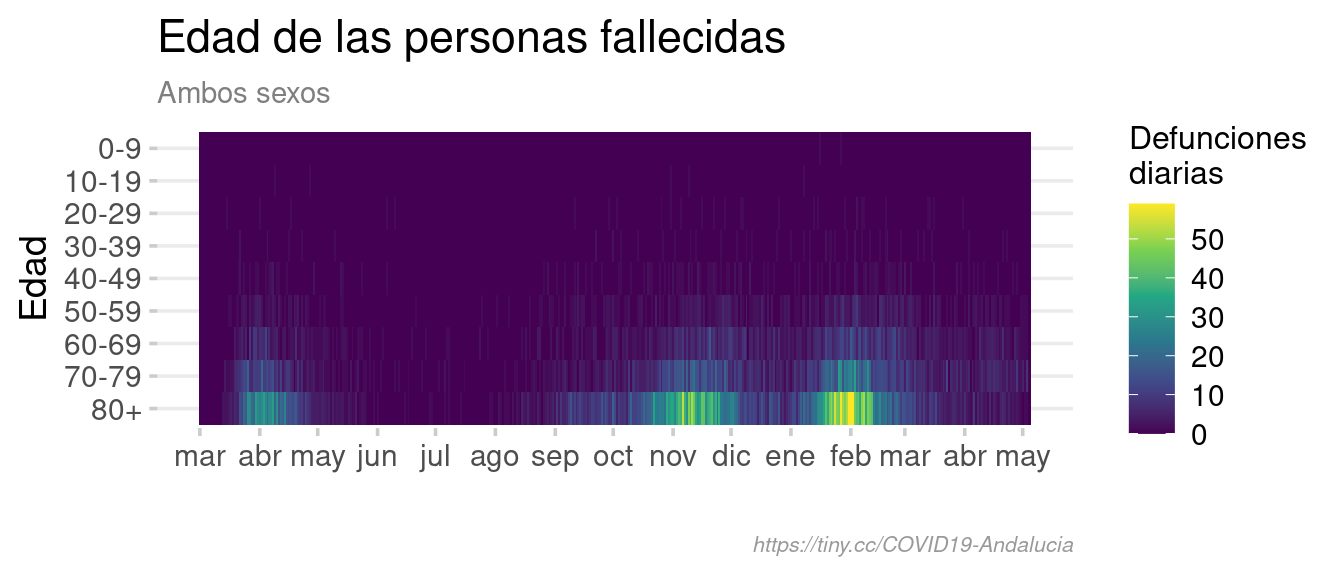 Edad de las personas fallecidas
Ambos sexos
Defunciones
diarias
50
40
30
20
10
0
Edad
0-9
10-19
20-29
30-39
40-49
50-59
60-69
70-79
80+
mar abr may jun jul ago sep oct nov dic ene feb mar abr may
https://tiny.cc/COVID19-Andalucia